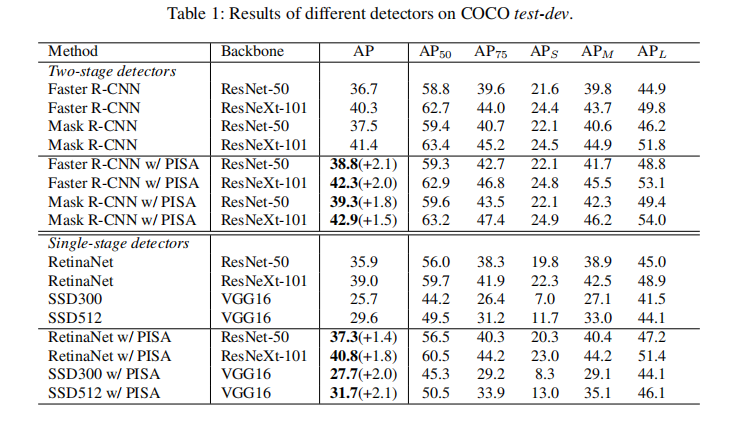 Table 1: Results of different detectors on COCO test-dev.
Method Backbone AP AP50 AP75 APS APM APL
Two-stage detectors
Faster R-CNN ResNet-50 36.7 58.8 39.6 21.6 39.8 44.9
Faster R-CNN ResNeXt-101 40.3 62.7 44.0 24.4 43.7 49.8
Mask R-CNN ResNet-50 37.5 59.4 40.7 22.1 40.6 46.2
Mask R-CNN ResNeXt-101 41.4 63.4 45.2 24.5 44.9 51.8
Faster R-CNN w/ PISA ResNet-50 38.8(+2.1) 59.3 42.7 22.1 41.7 48.8
Faster R-CNN w/ PISA ResNeXt-101 42.3(+2.0) 62.9 46.8 24.8 45.5 53.1
Mask R-CNN w/ PISA ResNet-50 39.3(+1.8) 59.6 43.5 22.1 42.3 49.4
Mask R-CNN w/ PISA ResNeXt-101 42.9(+1.5) 63.2 47.4 24.9 46.2 54.0
Single-stage detectors
RetinaNet ResNet-50 35.9 56.0 38.3 19.8 38.9 45.0
RetinaNet ResNeXt-101 39.0 59.7 41.9 22.3 42.5 48.9
SSD300 VGG16 25.7 44.2 26.4 7.0 27.1 41.5
SSD512 VGG16 29.6 49.5 31.2 11.7 33.0 44.1
RetinaNet w/ PISA ResNet-50 37.3(+1.4) 56.5 40.3 20.3 40.4 47.2
RetinaNet w/ PISA ResNeXt-101 40.8(+1.8) 60.5 44.2 23.0 44.2 51.4
SSD300 w/ PISA VGG16 27.7(+2.0) 45.3 29.2 8.3 29.1 44.1
SSD512 w/ PISA VGG16 31.7(+2.1) 50.5 33.9 13.0 35.1 46.1